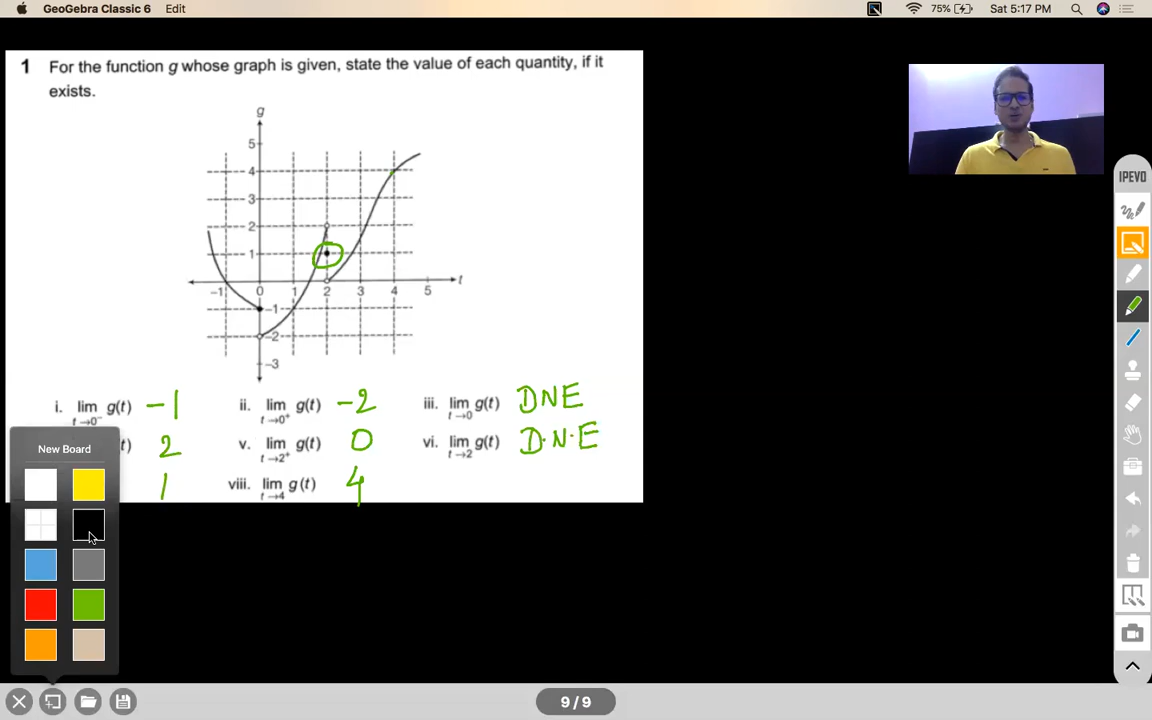 GeoGebra Classic 6 Edit 75% Sat 5:17 PM
1 For the function g whose graph is given, state the value of each quantity, if it
exists.
g
5
4
3
2
1
-1 0 1 2 3 4 5 t
-1
-2
-3
i. lim g(t) -1 ii. lim g(t) -2 iii. lim g(t) DNE
t→0⁻ t→0⁺ t→0
t) 2 v. lim g(t) 0 vi. lim g(t) D.N.E
t→2⁺ t→2
1 viii. lim g(t) 4
t→4
New Board
IPEVO
9 / 9